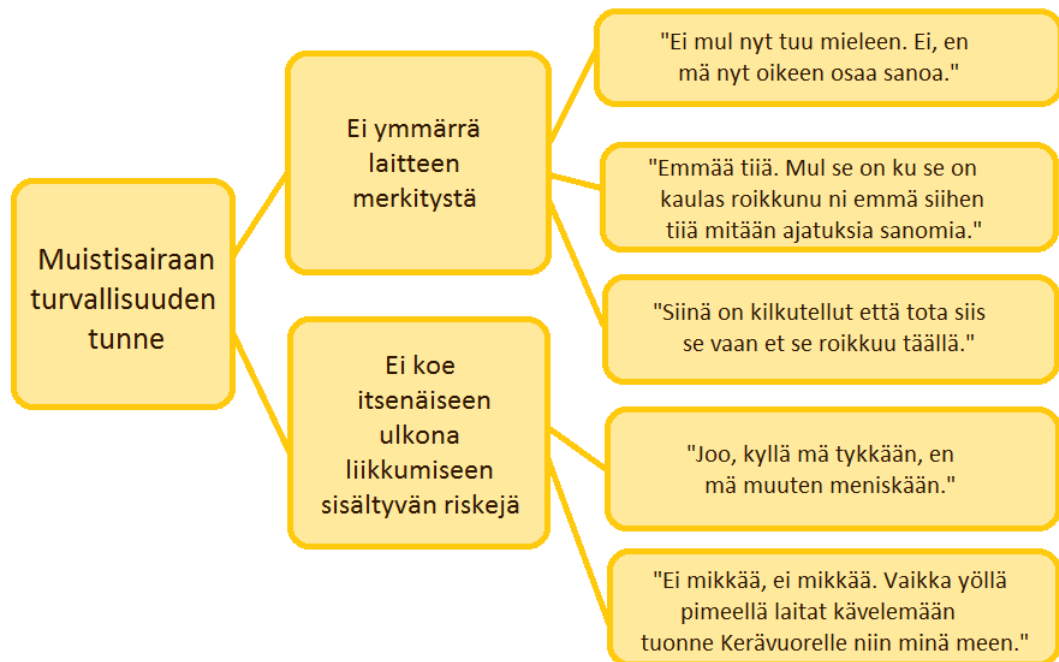 Muistisairaan
turvallisuuden
tunne
Ei ymmärrä
laitteen
merkitystä
"Ei mul nyt tuu mieleen. Ei, en
mä nyt oikeen osaa sanoa."
"Emmää tiiä. Mul se on ku se on
kaulas roikkunu ni emmä siihen
tiiä mitään ajatuksia sanomia."
"Siinä on kilkutellut että tota siis
se vaan et se roikkuu täällä."
Ei koe
itsenäiseen
ulkona
liikkumiseen
sisältyvän riskejä
"Joo, kyllä mä tykkään, en
mä muuten meniskään."
"Ei mikkää, ei mikkää. Vaikka yöllä
pimeellä laitat kävelemään
tuonne Kerävuorelle niin minä meen."